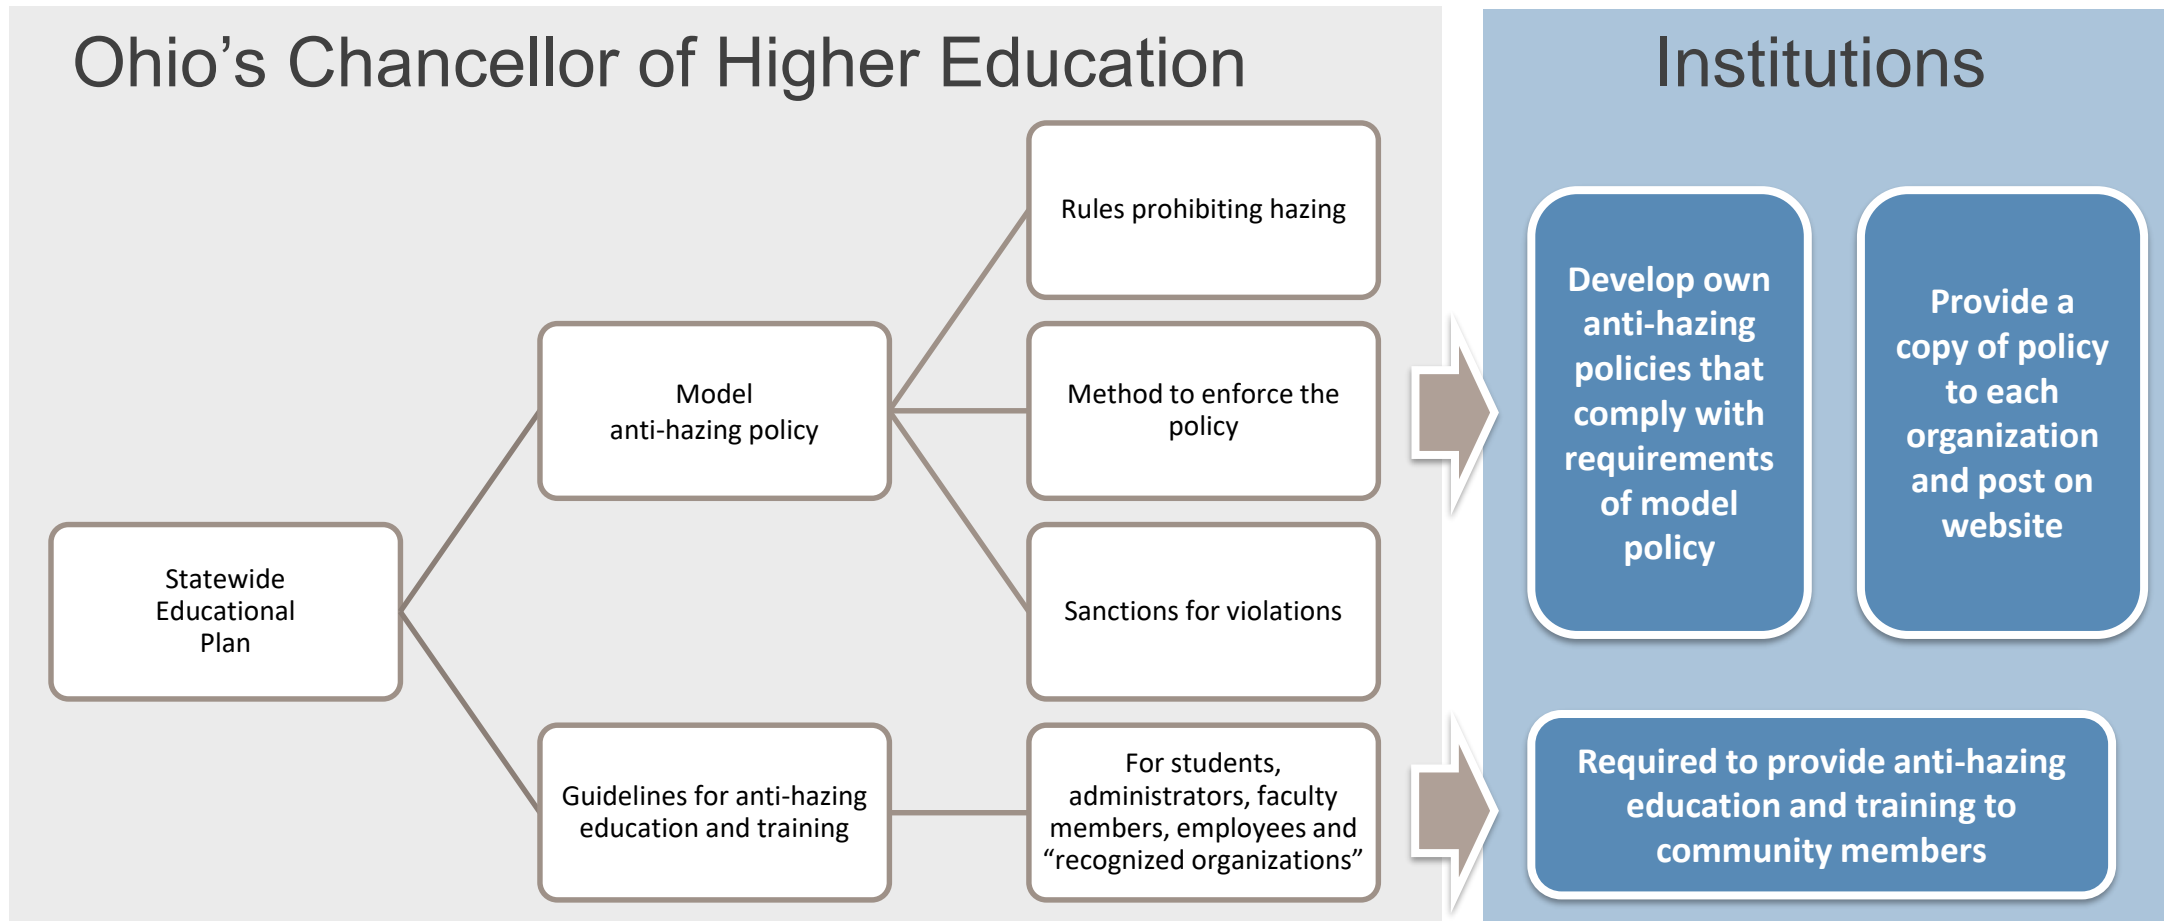 Ohio’s Chancellor of Higher Education
Rules prohibiting hazing
Model
anti-hazing policy
Method to enforce the
policy
Statewide
Educational
Plan
Sanctions for violations
Guidelines for anti-hazing
education and training
For students,
administrators, faculty
members, employees and
“recognized organizations”
Institutions
Develop own
anti-hazing
policies that
comply with
requirements
of model
policy
Provide a
copy of policy
to each
organization
and post on
website
Required to provide anti-hazing
education and training to
community members